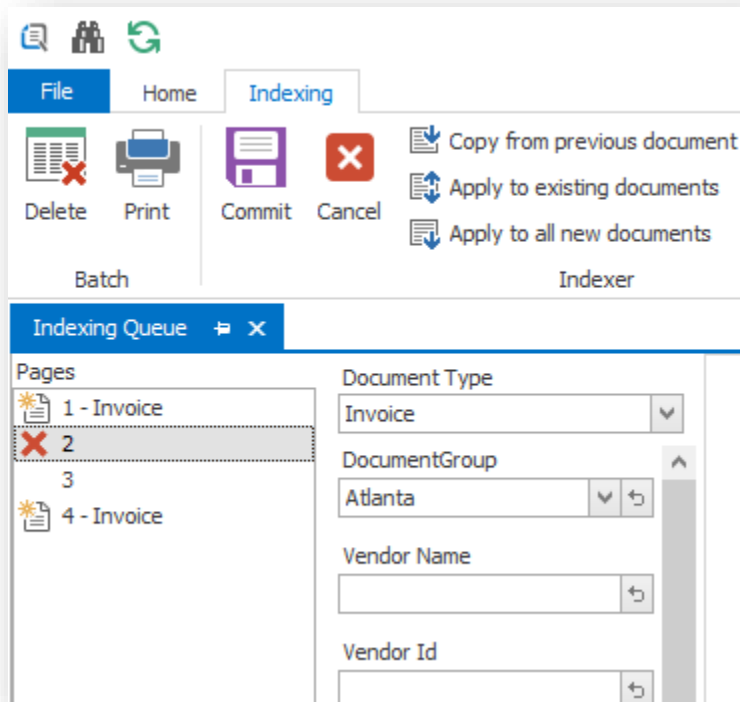 File Home Indexing
Copy from previous document
Apply to existing documents
Delete Print Commit Cancel
Apply to all new documents
Batch Indexer
Indexing Queue
Pages
Document Type
1 - Invoice
Invoice
2
DocumentGroup
3
Atlanta
4 - Invoice
Vendor Name
Vendor Id